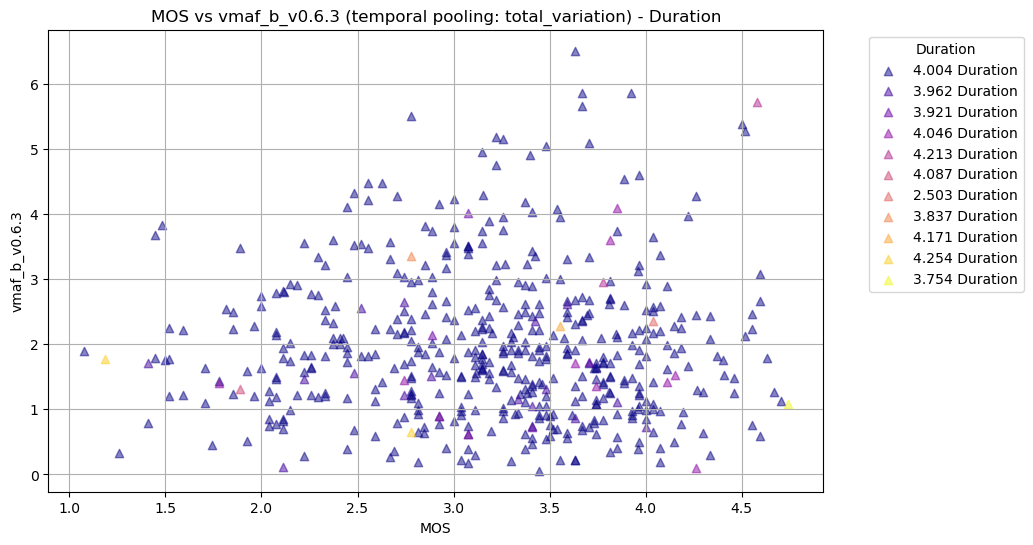 MOS vs vmaf_b_v0.6.3 (temporal pooling: total_variation) - Duration
vmaf_b_v0.6.3
6
5
4
3
2
1
0
1.0 1.5 2.0 2.5 3.0 3.5 4.0 4.5
MOS
Duration
4.004 Duration
3.962 Duration
3.921 Duration
4.046 Duration
4.213 Duration
4.087 Duration
2.503 Duration
3.837 Duration
4.171 Duration
4.254 Duration
3.754 Duration